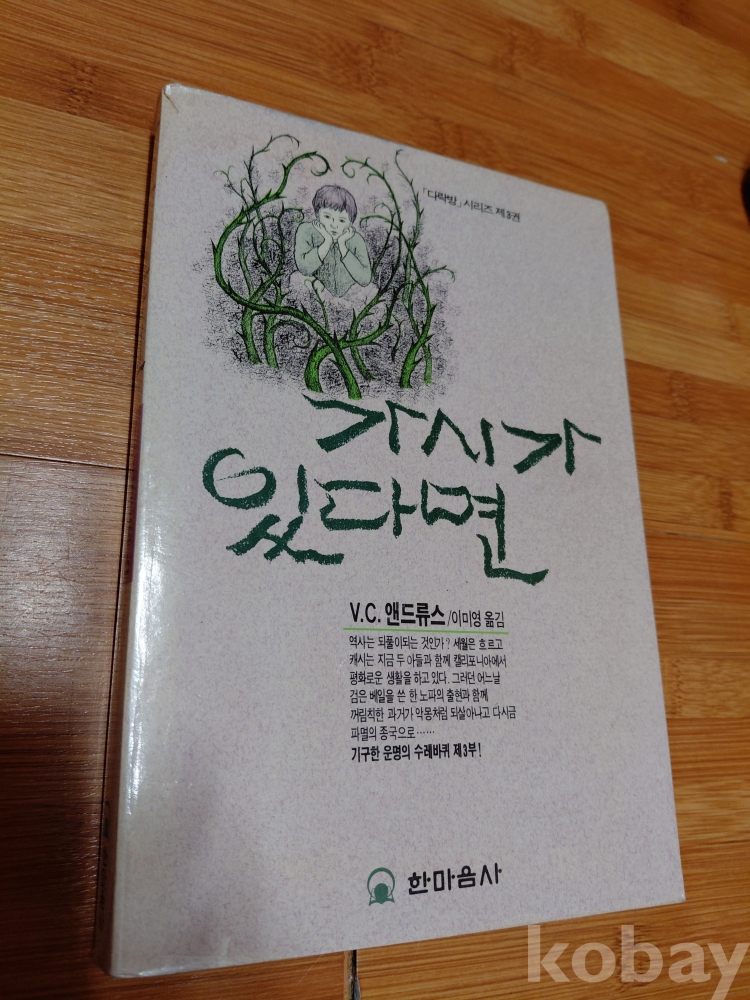 「다락방」시리즈 제3권
가시가
있다면
V.C. 앤드류스/이미영 옮김
역사는 되풀이되는 것인가? 세월은 흐르고
캐시는 지금 두 아들과 함께 캘리포니아에서
평화로운 생활을 하고 있다. 그러던 어느날
검은 베일을 쓴 한 노파의 출현과 함께
꺼림칙한 과거가 악몽처럼 되살아나고 다시금
파멸의 종국으로……
기구한 운명의 수레바퀴 제3부!
한마음사
kobay